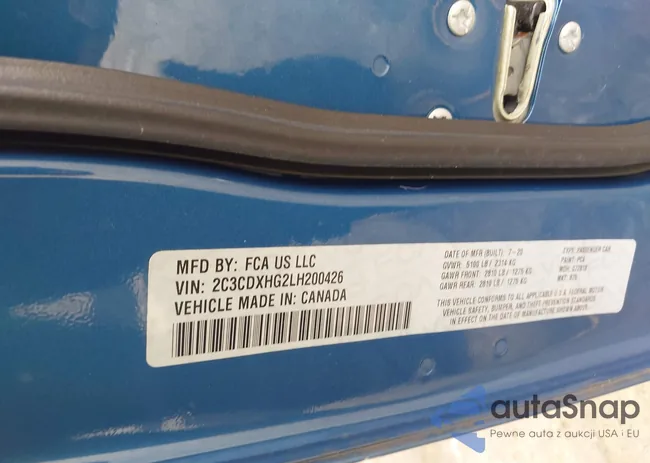 MFD BY: FCA US LLC
VIN: 2C3CDXHG2LH200426
VEHICLE MADE IN: CANADA
DATE OF MFR (BUILT): 7-20
GVWR: 5100 LB / 2314 KG
GAWR FRONT: 2810 LB / 1275 KG
GAWR REAR: 2810 LB / 1275 KG
TYPE: PASSENGER CAR
PAINT:
MDH:
THIS VEHICLE CONFORMS TO ALL APPLICABLE U.S.A. FEDERAL MOTOR
VEHICLE SAFETY, BUMPER, AND THEFT PREVENTION STANDARDS
IN EFFECT ON THE DATE OF MANUFACTURE SHOWN ABOVE.
autaSnap
Pewne auta z aukcji USA i EU